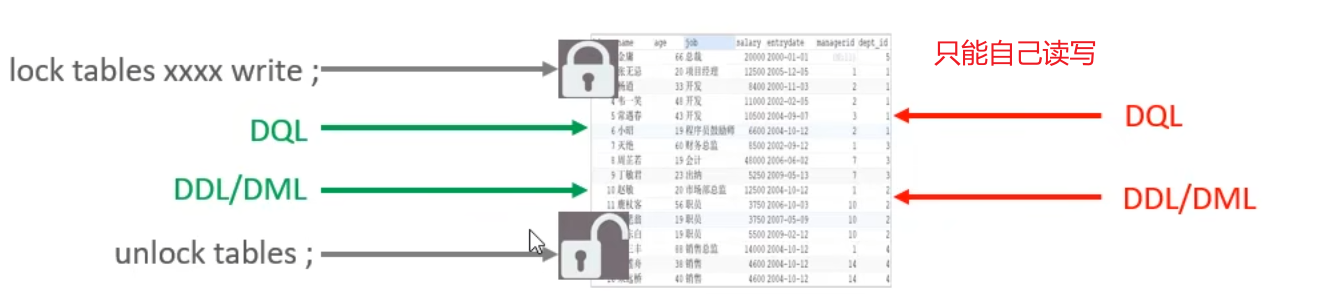 name age job salary entrydate managerid dept_id
只能自己读写
金庸 66 总裁 20000 2000-01-01 5
lock tables xxxx write ;
张无忌 20 项目经理 12500 2005-12-05 1 1
杨逍 33 开发 8400 2000-11-03 2 1
4 韦一笑 48 开发 11000 2002-02-05 2 1
5 常遇春 43 开发 10500 2004-09-07 3 1
DQL
DQL
6 小昭 19 程序员鼓励师 6600 2004-10-12 2 1
7 灭绝 60 财务总监 8500 2002-09-12 1 3
8 周芷若 19 会计 48000 2006-06-02 7 3
9 丁敏君 23 出纳 5250 2009-05-13 7 3
DDL/DML
DDL/DML
10 赵敏 20 市场部总监 12500 2004-10-12 1 2
11 鹿杖客 56 职员 3750 2006-10-03 10 2
19 职员 3750 2007-05-09 10 2
东白 19 职员 5500 2009-02-12 10 2
unlock tables ;
三丰 88 销售总监 14000 2004-10-12 1 4
舟 38 销售 4600 2004-10-12 14 4
桥 40 销售 4600 2004-10-12 14 4